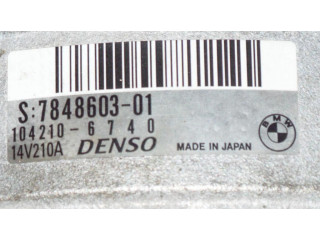 S:7848603-01
104210-6740
14V210A DENSO MADE IN JAPAN
BMW